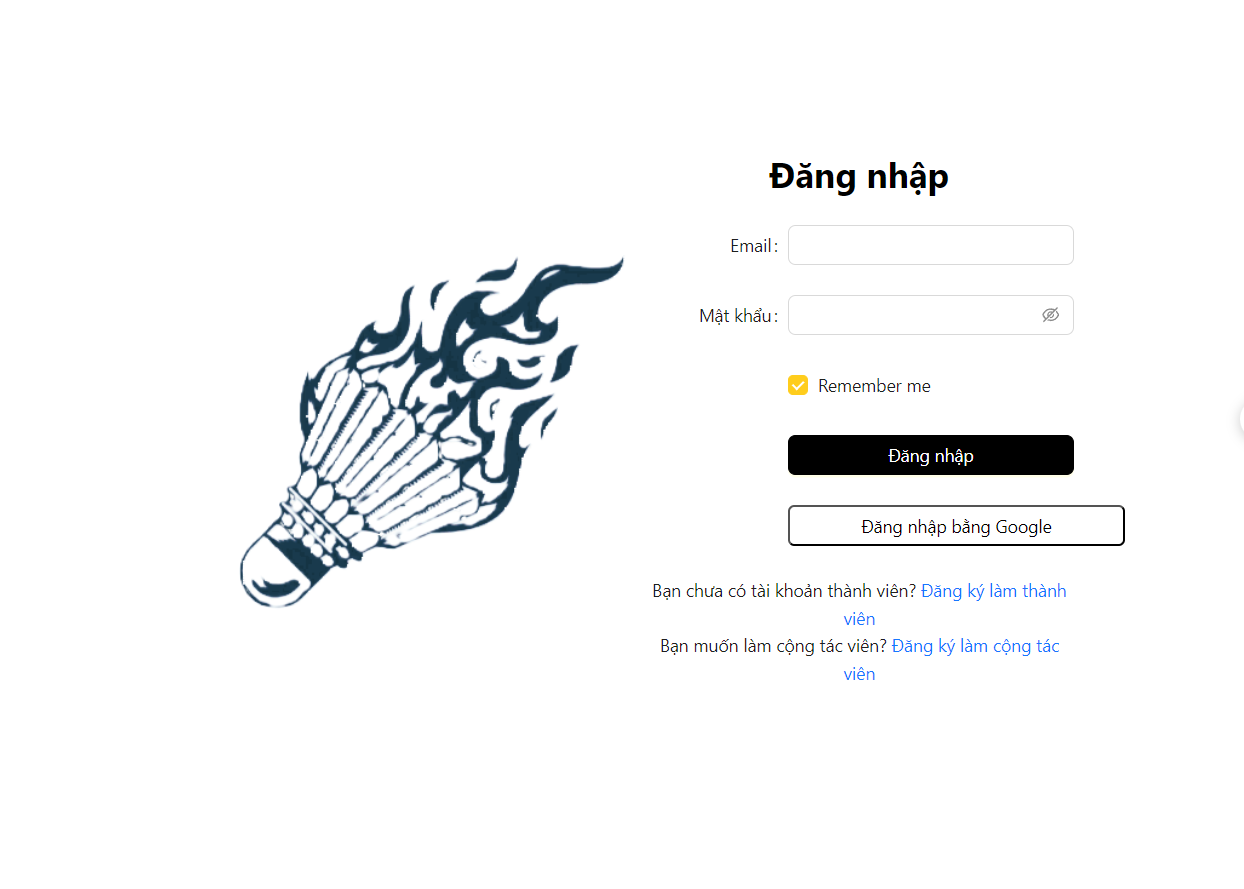 Đăng nhập
Email:
Mật khẩu:
Remember me
Đăng nhập
Đăng nhập bằng Google
Bạn chưa có tài khoản thành viên? Đăng ký làm thành
viên
Bạn muốn làm cộng tác viên? Đăng ký làm cộng tác
viên